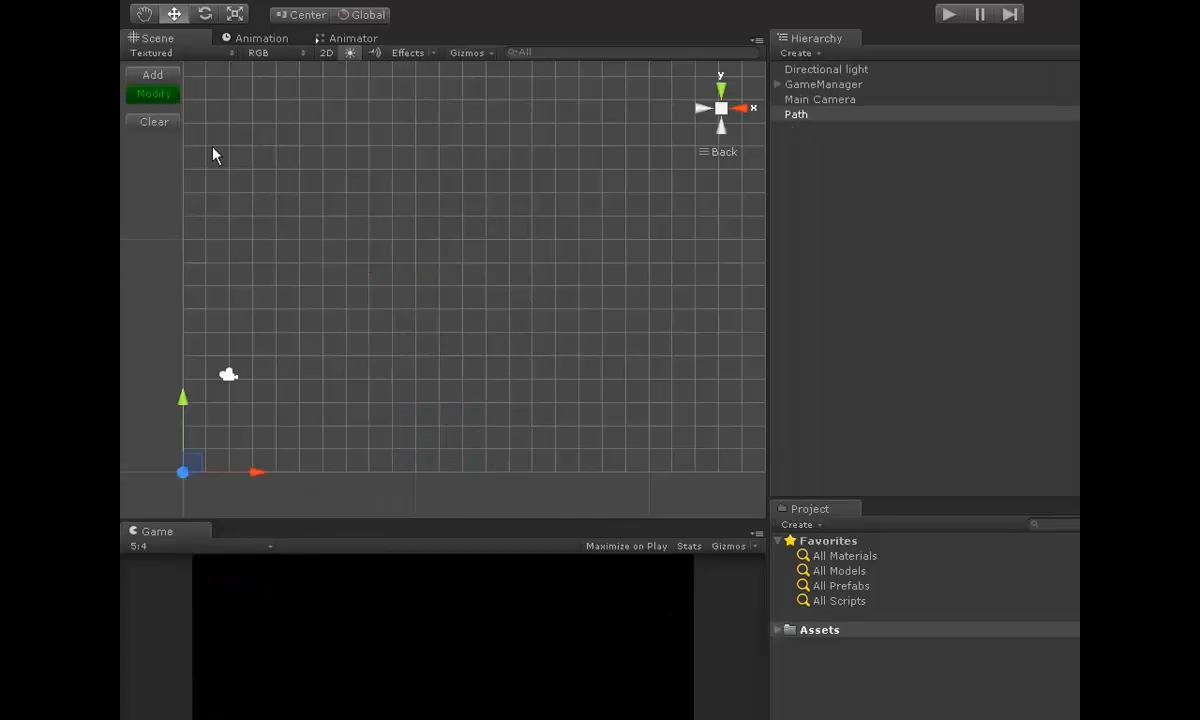 Center Global
Scene Animation Animator
Textured RGB 2D Effects Gizmos All
Add
Modify
Clear
y
x
Back
Game
5:4 Maximize on Play Stats Gizmos
Hierarchy
Create
Directional light
GameManager
Main Camera
Path
Project
Create
Favorites
All Materials
All Models
All Prefabs
All Scripts
Assets